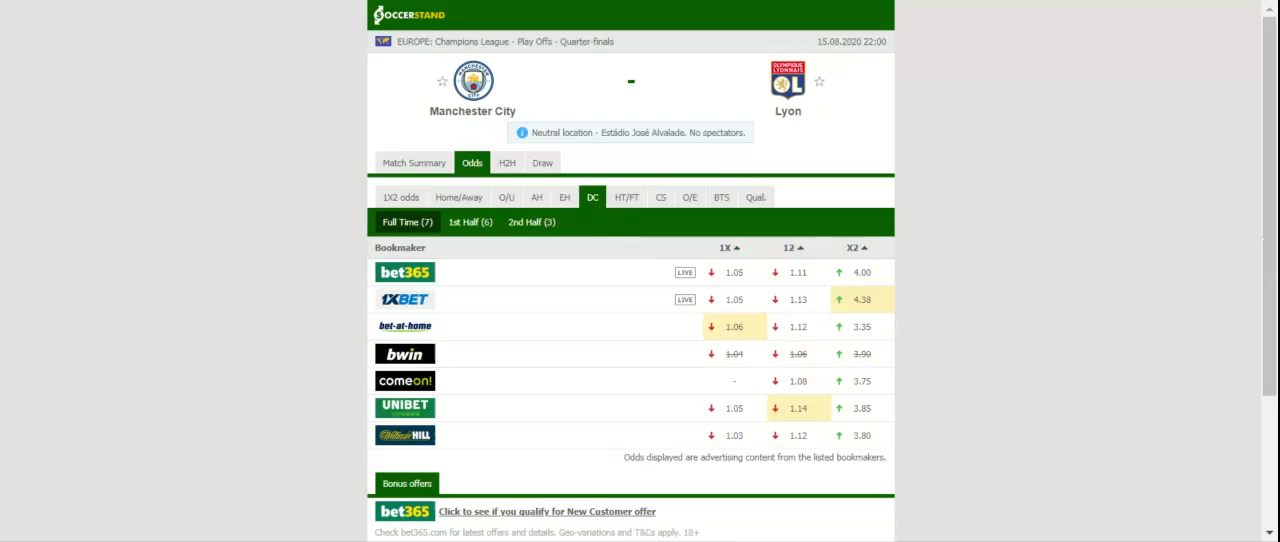 SOCCERSTAND
EUROPE: Champions League - Play Offs - Quarter-finals 15.08.2020 22:00
MANCHESTER CITY OLYMPIQUE LYONNAIS OL
-
Manchester City Lyon
Neutral location - Estádio José Alvalade. No spectators.
Match Summary Odds H2H Draw
1X2 odds Home/Away O/U AH EH DC HT/FT CS O/E BTS Qual.
Full Time (7) 1st Half (6) 2nd Half (3)
Bookmaker 1X 12 X2
bet365 LIVE 1.05 1.11 4.00
1XBET LIVE 1.05 1.13 4.38
bet-at-home 1.06 1.12 3.35
bwin 1.04 1.06 3.90
comeon! - 1.08 3.75
UNIBET 1.05 1.14 3.85
William HILL 1.03 1.12 3.80
Odds displayed are advertising content from the listed bookmakers.
Bonus offers
bet365 Click to see if you qualify for New Customer offer
Check bet365.com for latest offers and details. Geo-variations and T&Cs apply. 18+